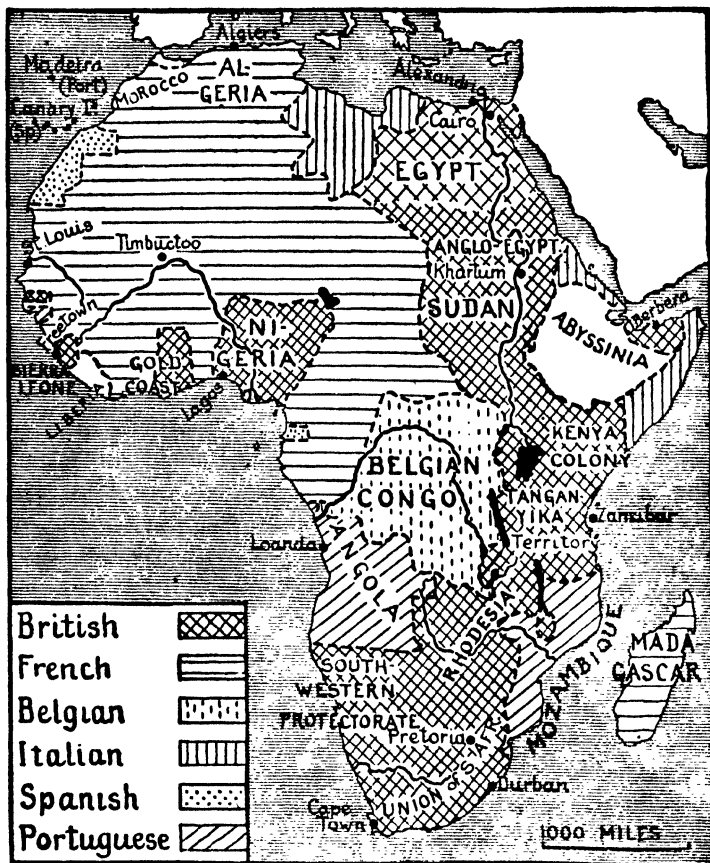 Algiers
Madeira
(Port)
MOROCCO
AL-
GERIA
Canary Is
(Sp)
Alexandria
Cairo
EGYPT
St Louis
Timbuctoo
ANGLO-EGYPT
Khartum
SUDAN
Berbera
ABYSSINIA
Freetown
SIERRA
LEONE
LIBERIA
GOLD
COAST
Lagos
NI-
GERIA
KENYA
COLONY
BELGIAN
CONGO
TANGAN-
YIKA
Territory
Zanzibar
Loanda
ANGOLA
RHODESIA
MOZAMBIQUE
MADA
GASCAR
SOUTH-
WESTERN
PROTECTORATE
Pretoria
UNION of S.AFR
Durban
Cape
Town
British
French
Belgian
Italian
Spanish
Portuguese
1000 MILES